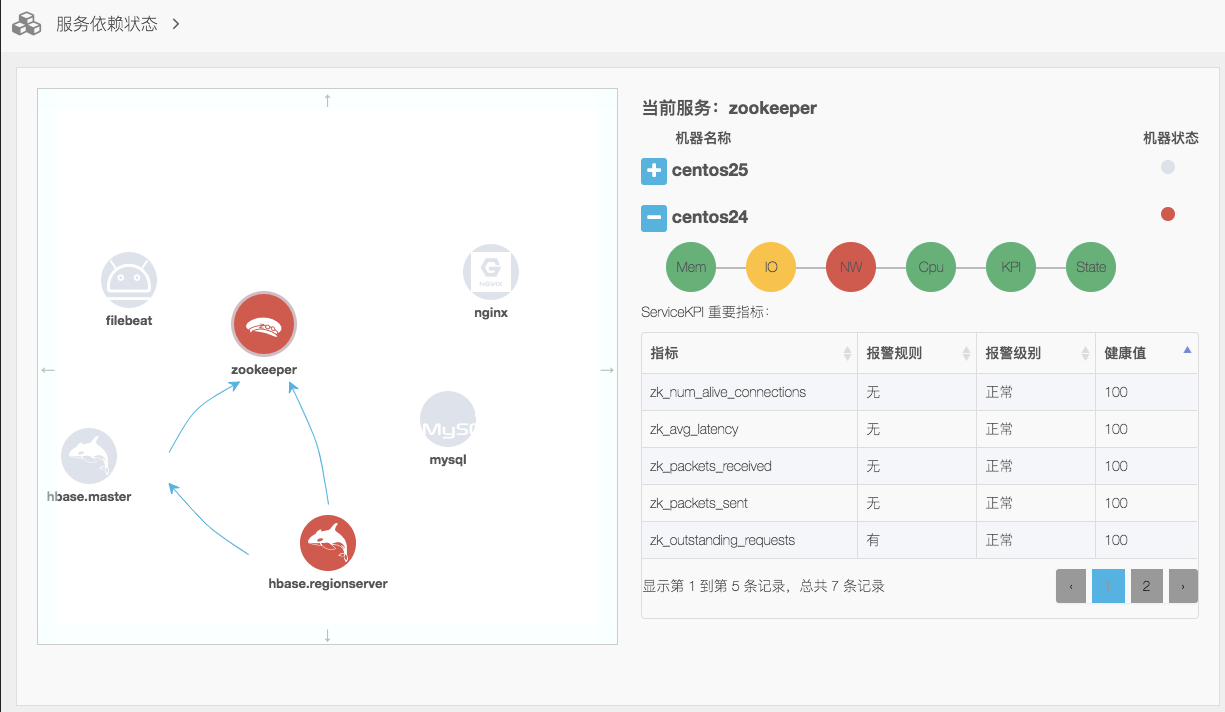 服务依赖状态
filebeat
NGINX
nginx
ZOO
zookeeper
MySQ
mysql
hbase.master
hbase.regionserver
当前服务：zookeeper
机器名称 机器状态
centos25
centos24
Mem IO NW Cpu KPI State
ServiceKPI 重要指标：
指标 报警规则 报警级别 健康值
zk_num_alive_connections 无 正常 100
zk_avg_latency 无 正常 100
zk_packets_received 无 正常 100
zk_packets_sent 无 正常 100
zk_outstanding_requests 有 正常 100
显示第 1 到第 5 条记录，总共 7 条记录 ‹ 1 2 ›